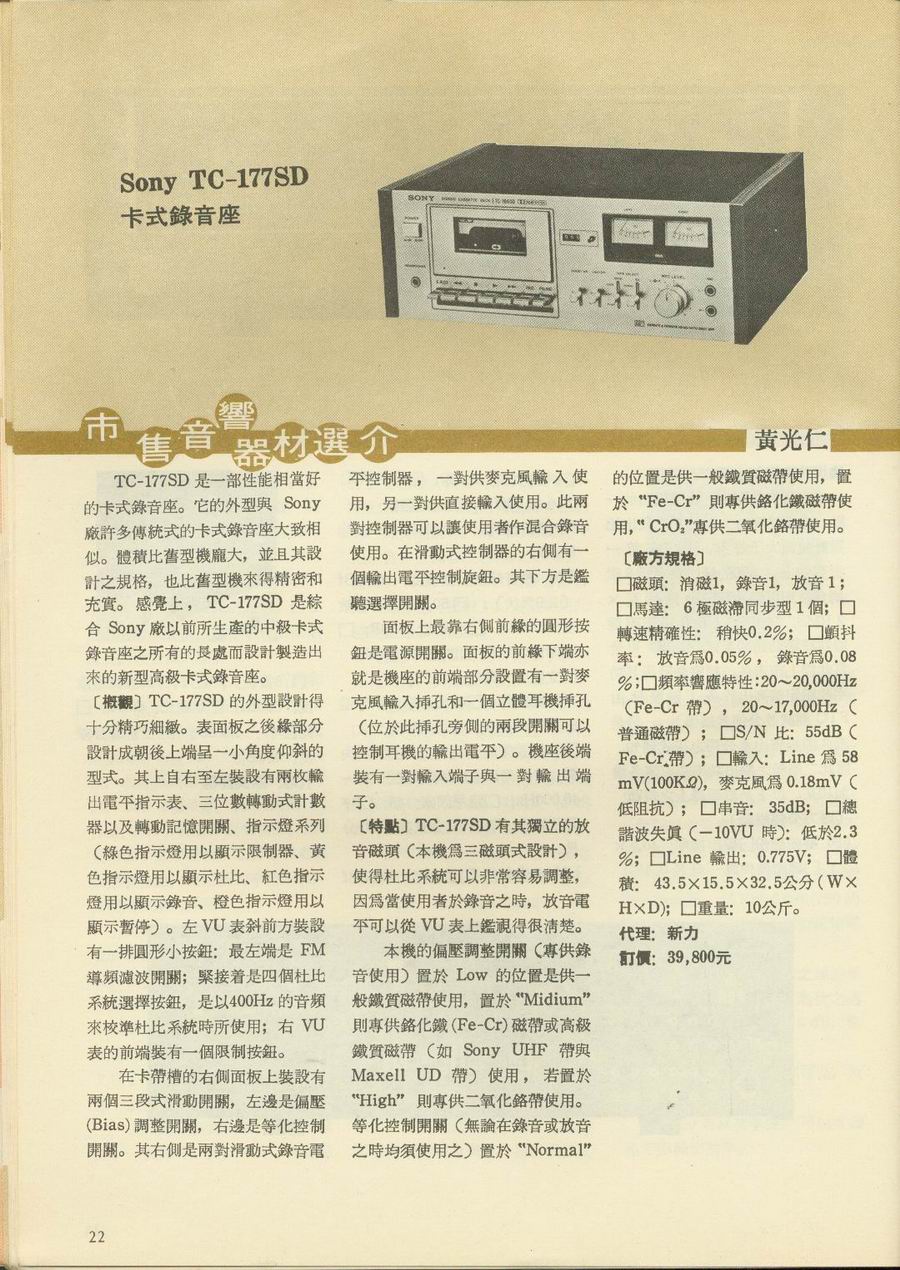 Sony TC-177SD
卡式錄音座
SONY
市售音響器材選介
黃光仁
TC-177SD 是一部性能相當好
的卡式錄音座。它的外型與 Sony
廠許多傳統式的卡式錄音座大致相
似。體積比舊型機龐大，並且其設
計之規格，也比舊型機來得精密和
充實。感覺上，TC-177SD 是綜
合 Sony 廠以前所生產的中級卡式
錄音座之所有的長處而設計製造出
來的新型高級卡式錄音座。
〔概觀〕TC-177SD 的外型設計得
十分精巧細緻。表面板之後緣部分
設計成朝後上端呈一小角度仰斜的
型式。其上自右至左裝設有兩枚輸
出電平指示表、三位數轉動式計數
器以及轉動記憶開關、指示燈系列
（綠色指示燈用以顯示限制器、黃
色指示燈用以顯示杜比、紅色指示
燈用以顯示錄音、橙色指示燈用以
顯示暫停）。左 VU 表斜前方裝設
有一排圓形小按鈕：最左端是 FM
導頻濾波開關；緊接着是四個杜比
系統選擇按鈕，是以400Hz 的音頻
來校準杜比系統時所使用；右 VU
表的前端裝有一個限制按鈕。
在卡帶槽的右側面板上裝設有
兩個三段式滑動開關，左邊是偏壓
(Bias) 調整開關，右邊是等化控制
開關。其右側是兩對滑動式錄音電
平控制器，一對供麥克風輸入使
用，另一對供直接輸入使用。此兩
對控制器可以讓使用者作混合錄音
使用。在滑動式控制器的右側有一
個輸出電平控制旋鈕。其下方是鑑
聽選擇開關。
面板上最靠右側前緣的圓形按
鈕是電源開關。面板的前緣下端亦
就是機座的前端部分設置有一對麥
克風輸入挿孔和一個立體耳機挿孔
（位於此挿孔旁側的兩段開關可以
控制耳機的輸出電平）。機座後端
裝有一對輸入端子與一對輸出端
子。
〔特點〕TC-177SD 有其獨立的放
音磁頭（本機爲三磁頭式設計），
使得杜比系統可以非常容易調整，
因爲當使用者於錄音之時，放音電
平可以從 VU 表上鑑視得很淸楚。
本機的偏壓調整開關（專供錄
音使用）置於 Low 的位置是供一
般鐵質磁帶使用，置於 "Midium"
則專供鉻化鐵 (Fe-Cr) 磁帶或高級
鐵質磁帶（如 Sony UHF 帶與
Maxell UD 帶）使用，若置於
"High" 則專供二氧化鉻帶使用。
等化控制開關（無論在錄音或放音
之時均須使用之）置於 "Normal"
的位置是供一般鐵質磁帶使用，置
於 "Fe-Cr" 則專供鉻化鐵磁帶使
用，" CrO₂"專供二氧化鉻帶使用。
〔廠方規格〕
□磁頭：消磁1，錄音1，放音1；
□馬達：6極磁滯同步型1個；□
轉速精確性：稍快0.2%；□顫抖
率：放音爲0.05%，錄音爲0.08
%；□頻率響應特性：20～20,000Hz
（Fe-Cr 帶），20～17,000Hz（
普通磁帶）；□S/N 比：55dB（
Fe-Cr 帶）；□輸入：Line 爲 58
mV(100KΩ)，麥克風爲 0.18mV（
低阻抗）；□串音：35dB；□總
諧波失眞（－10VU 時）：低於2.3
%；□Line 輸出：0.775V；□體
積：43.5×15.5×32.5公分(W×
H×D)；□重量：10公斤。
代理：新力
訂價：39,800元
22